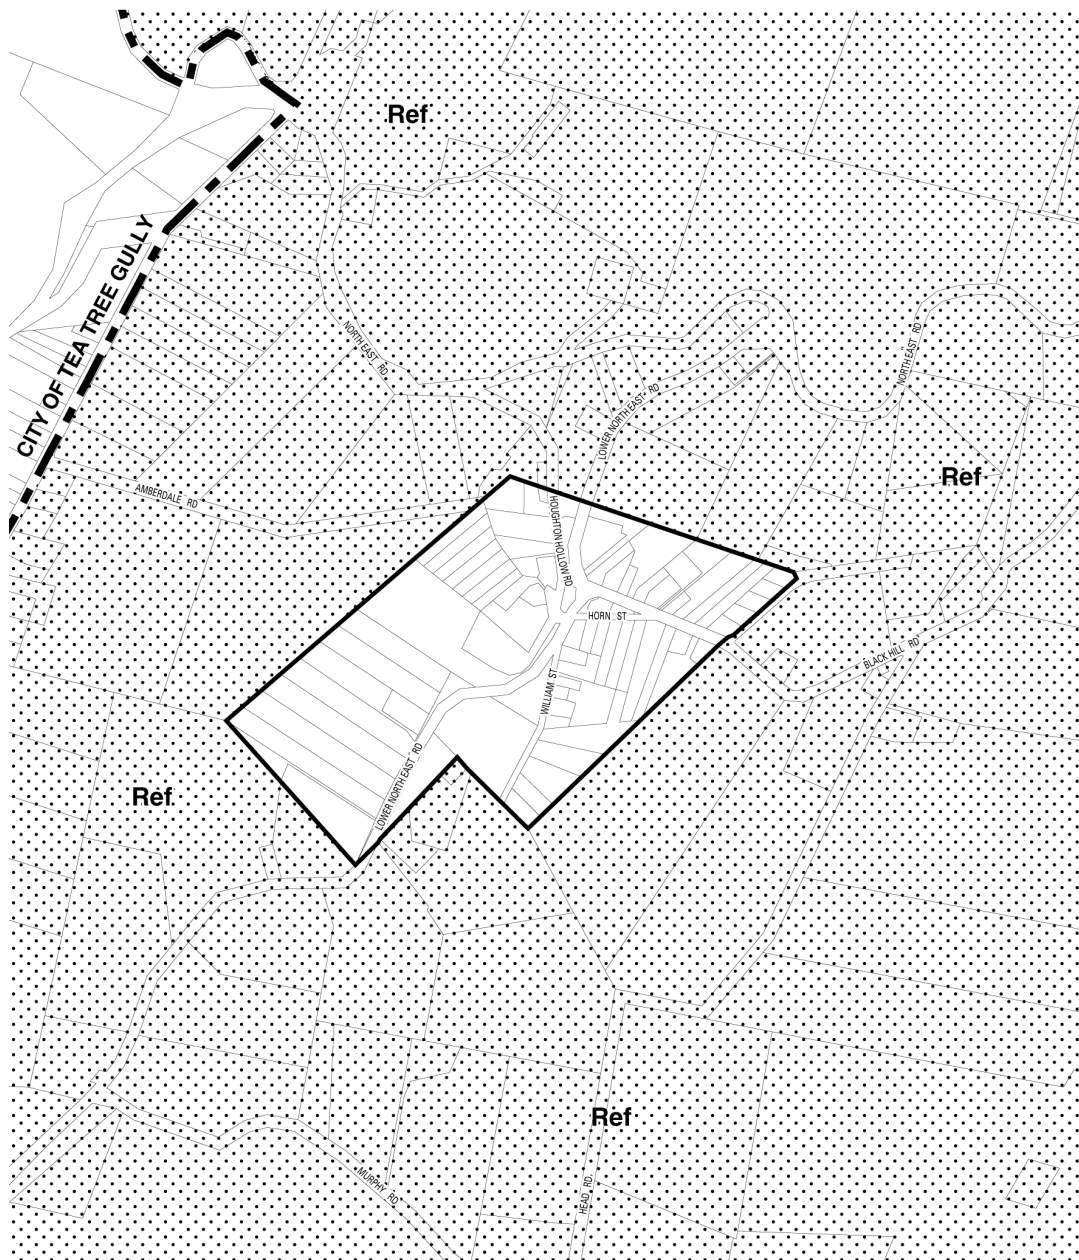 Ref
CITY OF TEA TREE GULLY
NORTH EAST RD
NORTH EAST RD
LOWER NORTH EAST RD
Ref
AMBERDALE RD
HOUGHTON HOLLOW RD
HORN ST
BLACK HILL RD
WILLIAM ST
LOWER NORTH EAST RD
Ref
Ref
MURPHY RD
HEAD RD